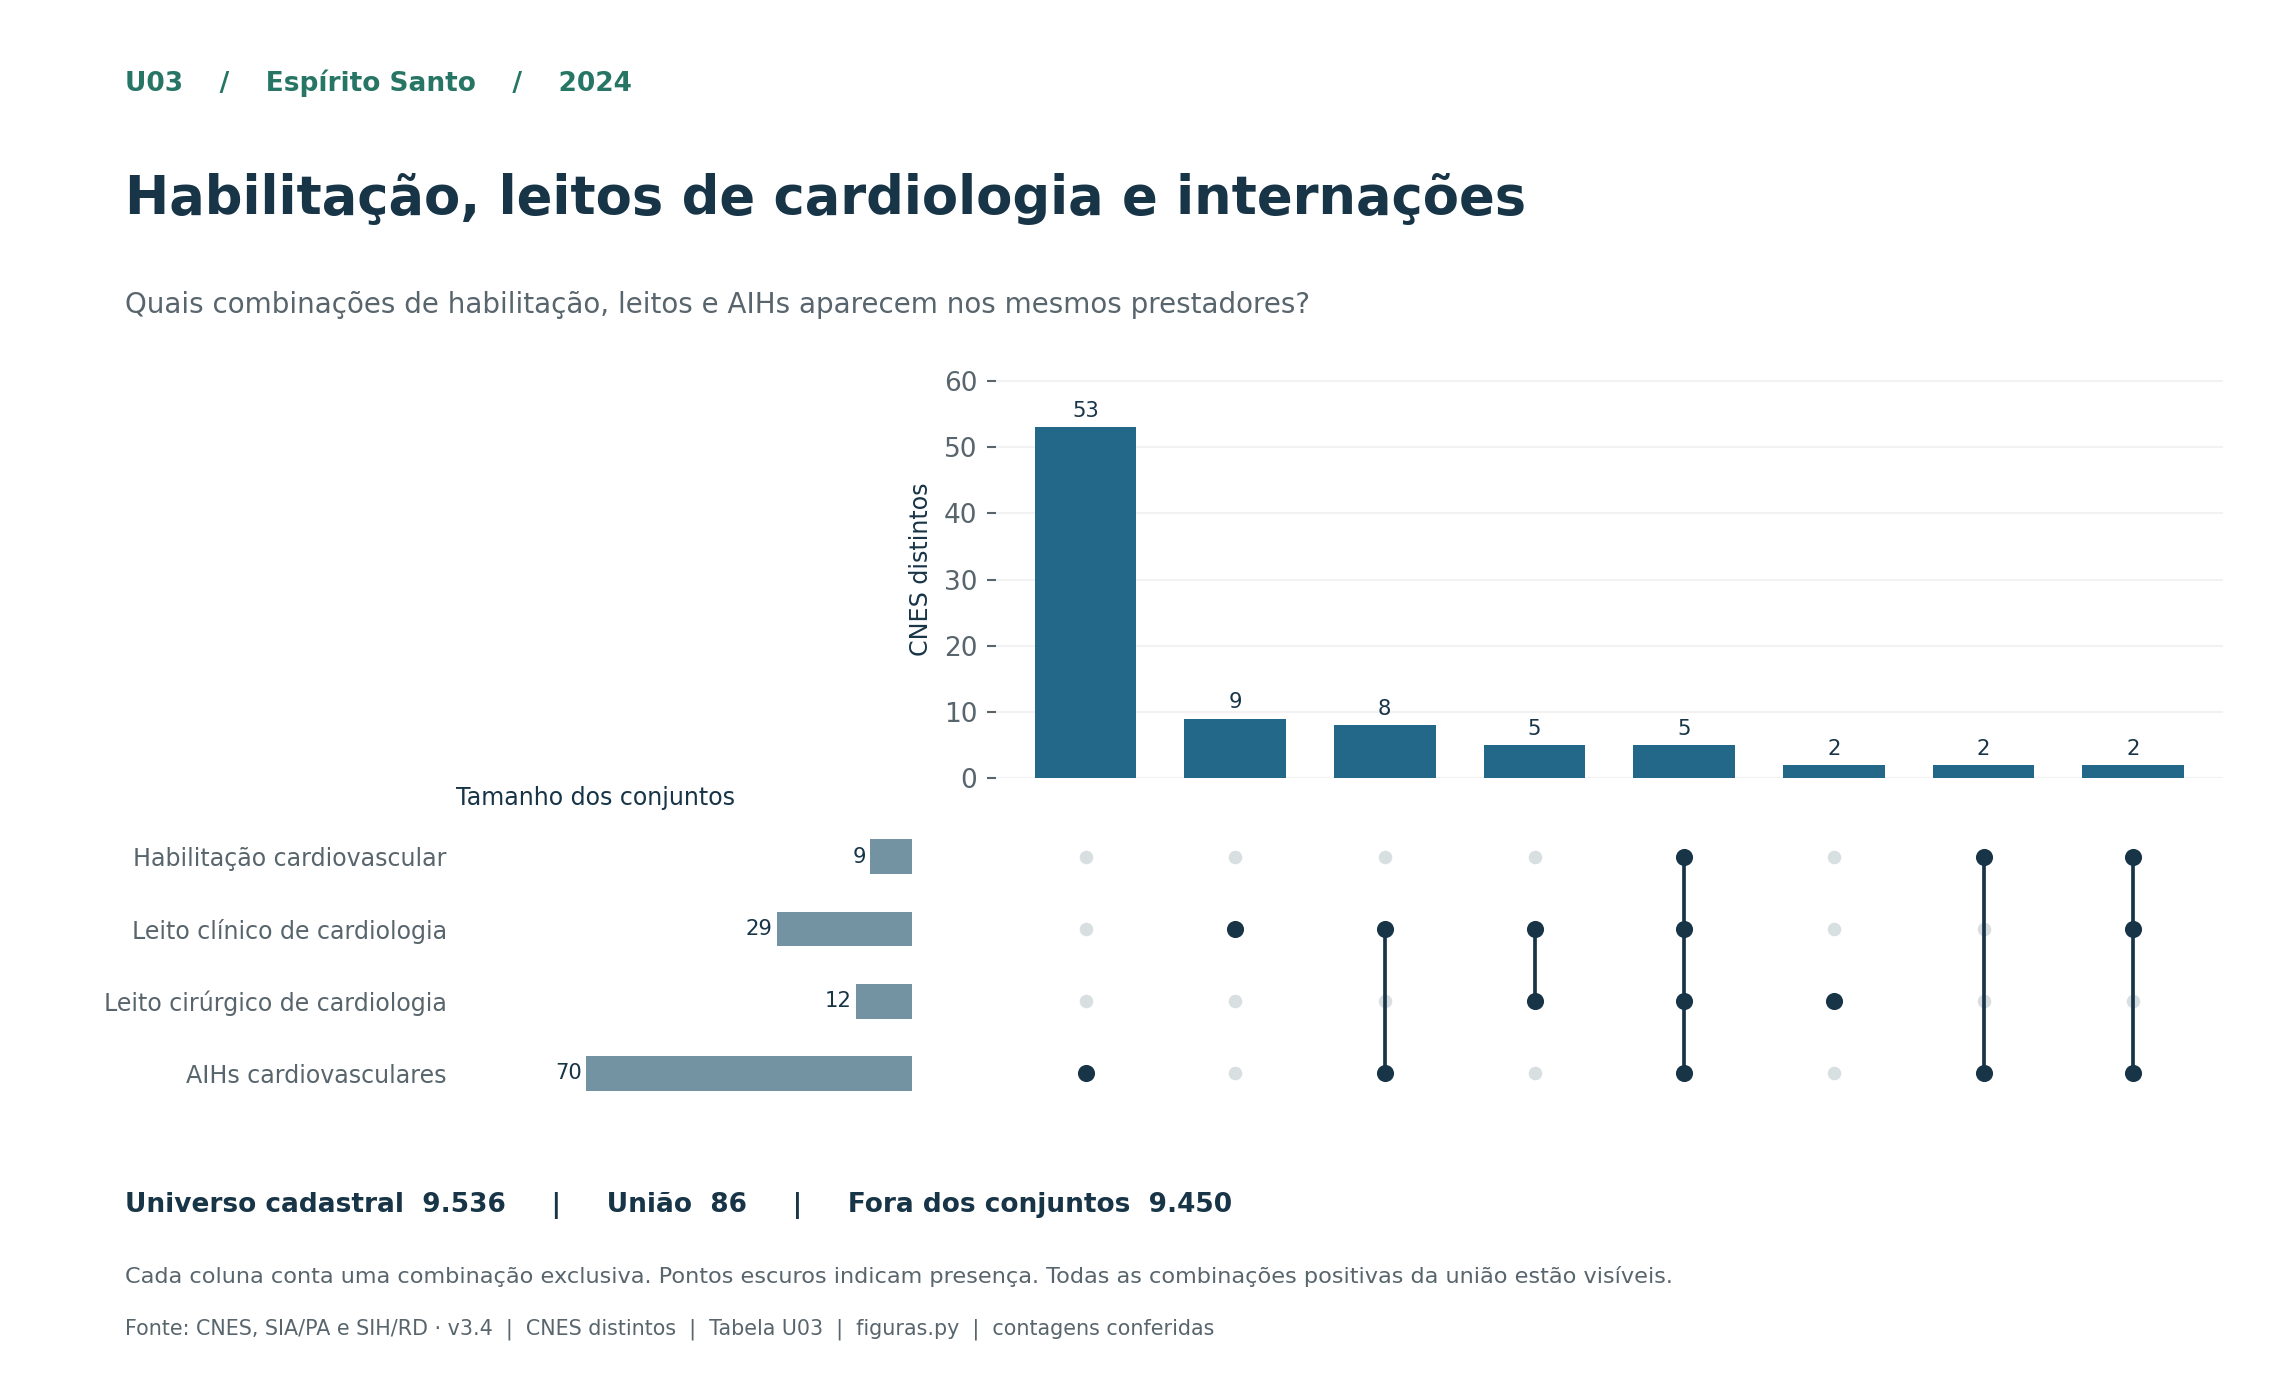 U03 / Espírito Santo / 2024
Habilitação, leitos de cardiologia e internações
Quais combinações de habilitação, leitos e AIHs aparecem nos mesmos prestadores?
60
50
40
30
20
10
0
CNES distintos
53
9
8
5
5
2
2
2
Tamanho dos conjuntos
Habilitação cardiovascular
9
Leito clínico de cardiologia
29
Leito cirúrgico de cardiologia
12
AIHs cardiovasculares
70
Universo cadastral 9.536 | União 86 | Fora dos conjuntos 9.450
Cada coluna conta uma combinação exclusiva. Pontos escuros indicam presença. Todas as combinações positivas da união estão visíveis.
Fonte: CNES, SIA/PA e SIH/RD · v3.4 | CNES distintos | Tabela U03 | figuras.py | contagens conferidas